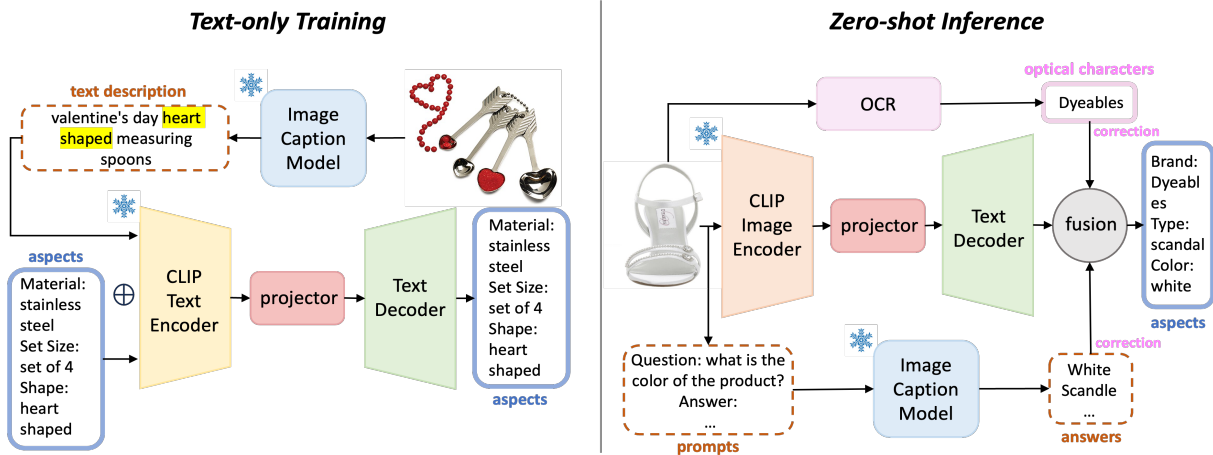 Text-only Training
text description
valentine's day heart
shaped measuring
spoons
Image
Caption
Model
aspects
Material:
stainless
steel
Set Size:
set of 4
Shape:
heart
shaped
CLIP
Text
Encoder
projector
Text
Decoder
Material:
stainless
steel
Set Size:
set of 4
Shape:
heart
shaped
aspects
Zero-shot Inference
OCR
optical characters
Dyeables
correction
CLIP
Image
Encoder
projector
Text
Decoder
fusion
Brand:
Dyeabl
es
Type:
scandal
Color:
white
aspects
Question: what is the
color of the product?
Answer:
...
prompts
Image
Caption
Model
correction
White
Scandle
...
answers